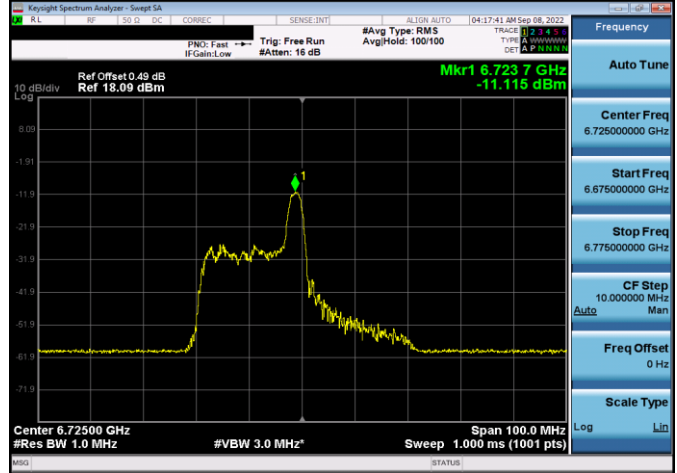 Keysight Spectrum Analyzer - Swept SA
RL RF 50 Ω DC CORREC SENSE:INT ALIGN AUTO 04:17:41 AM Sep 08, 2022
Frequency
PNO: Fast Trig: Free Run #Avg Type: RMS TRACE 1 2 3 4 5 6
IFGain:Low #Atten: 16 dB Avg|Hold: 100/100 TYPE A WWWWW
DET A P N N N N
Auto Tune
Ref Offset 0.49 dB Mkr1 6.723 7 GHz
10 dB/div Ref 18.09 dBm -11.115 dBm
Log
8.09
-1.91
-11.9
-21.9
-31.9
-41.9
-51.9
-61.9
-71.9
1
Center Freq
6.725000000 GHz
Start Freq
6.675000000 GHz
Stop Freq
6.775000000 GHz
CF Step
10.000000 MHz
Auto Man
Freq Offset
0 Hz
Scale Type
Log Lin
Center 6.72500 GHz Span 100.0 MHz
#Res BW 1.0 MHz #VBW 3.0 MHz* Sweep 1.000 ms (1001 pts)
MSG STATUS